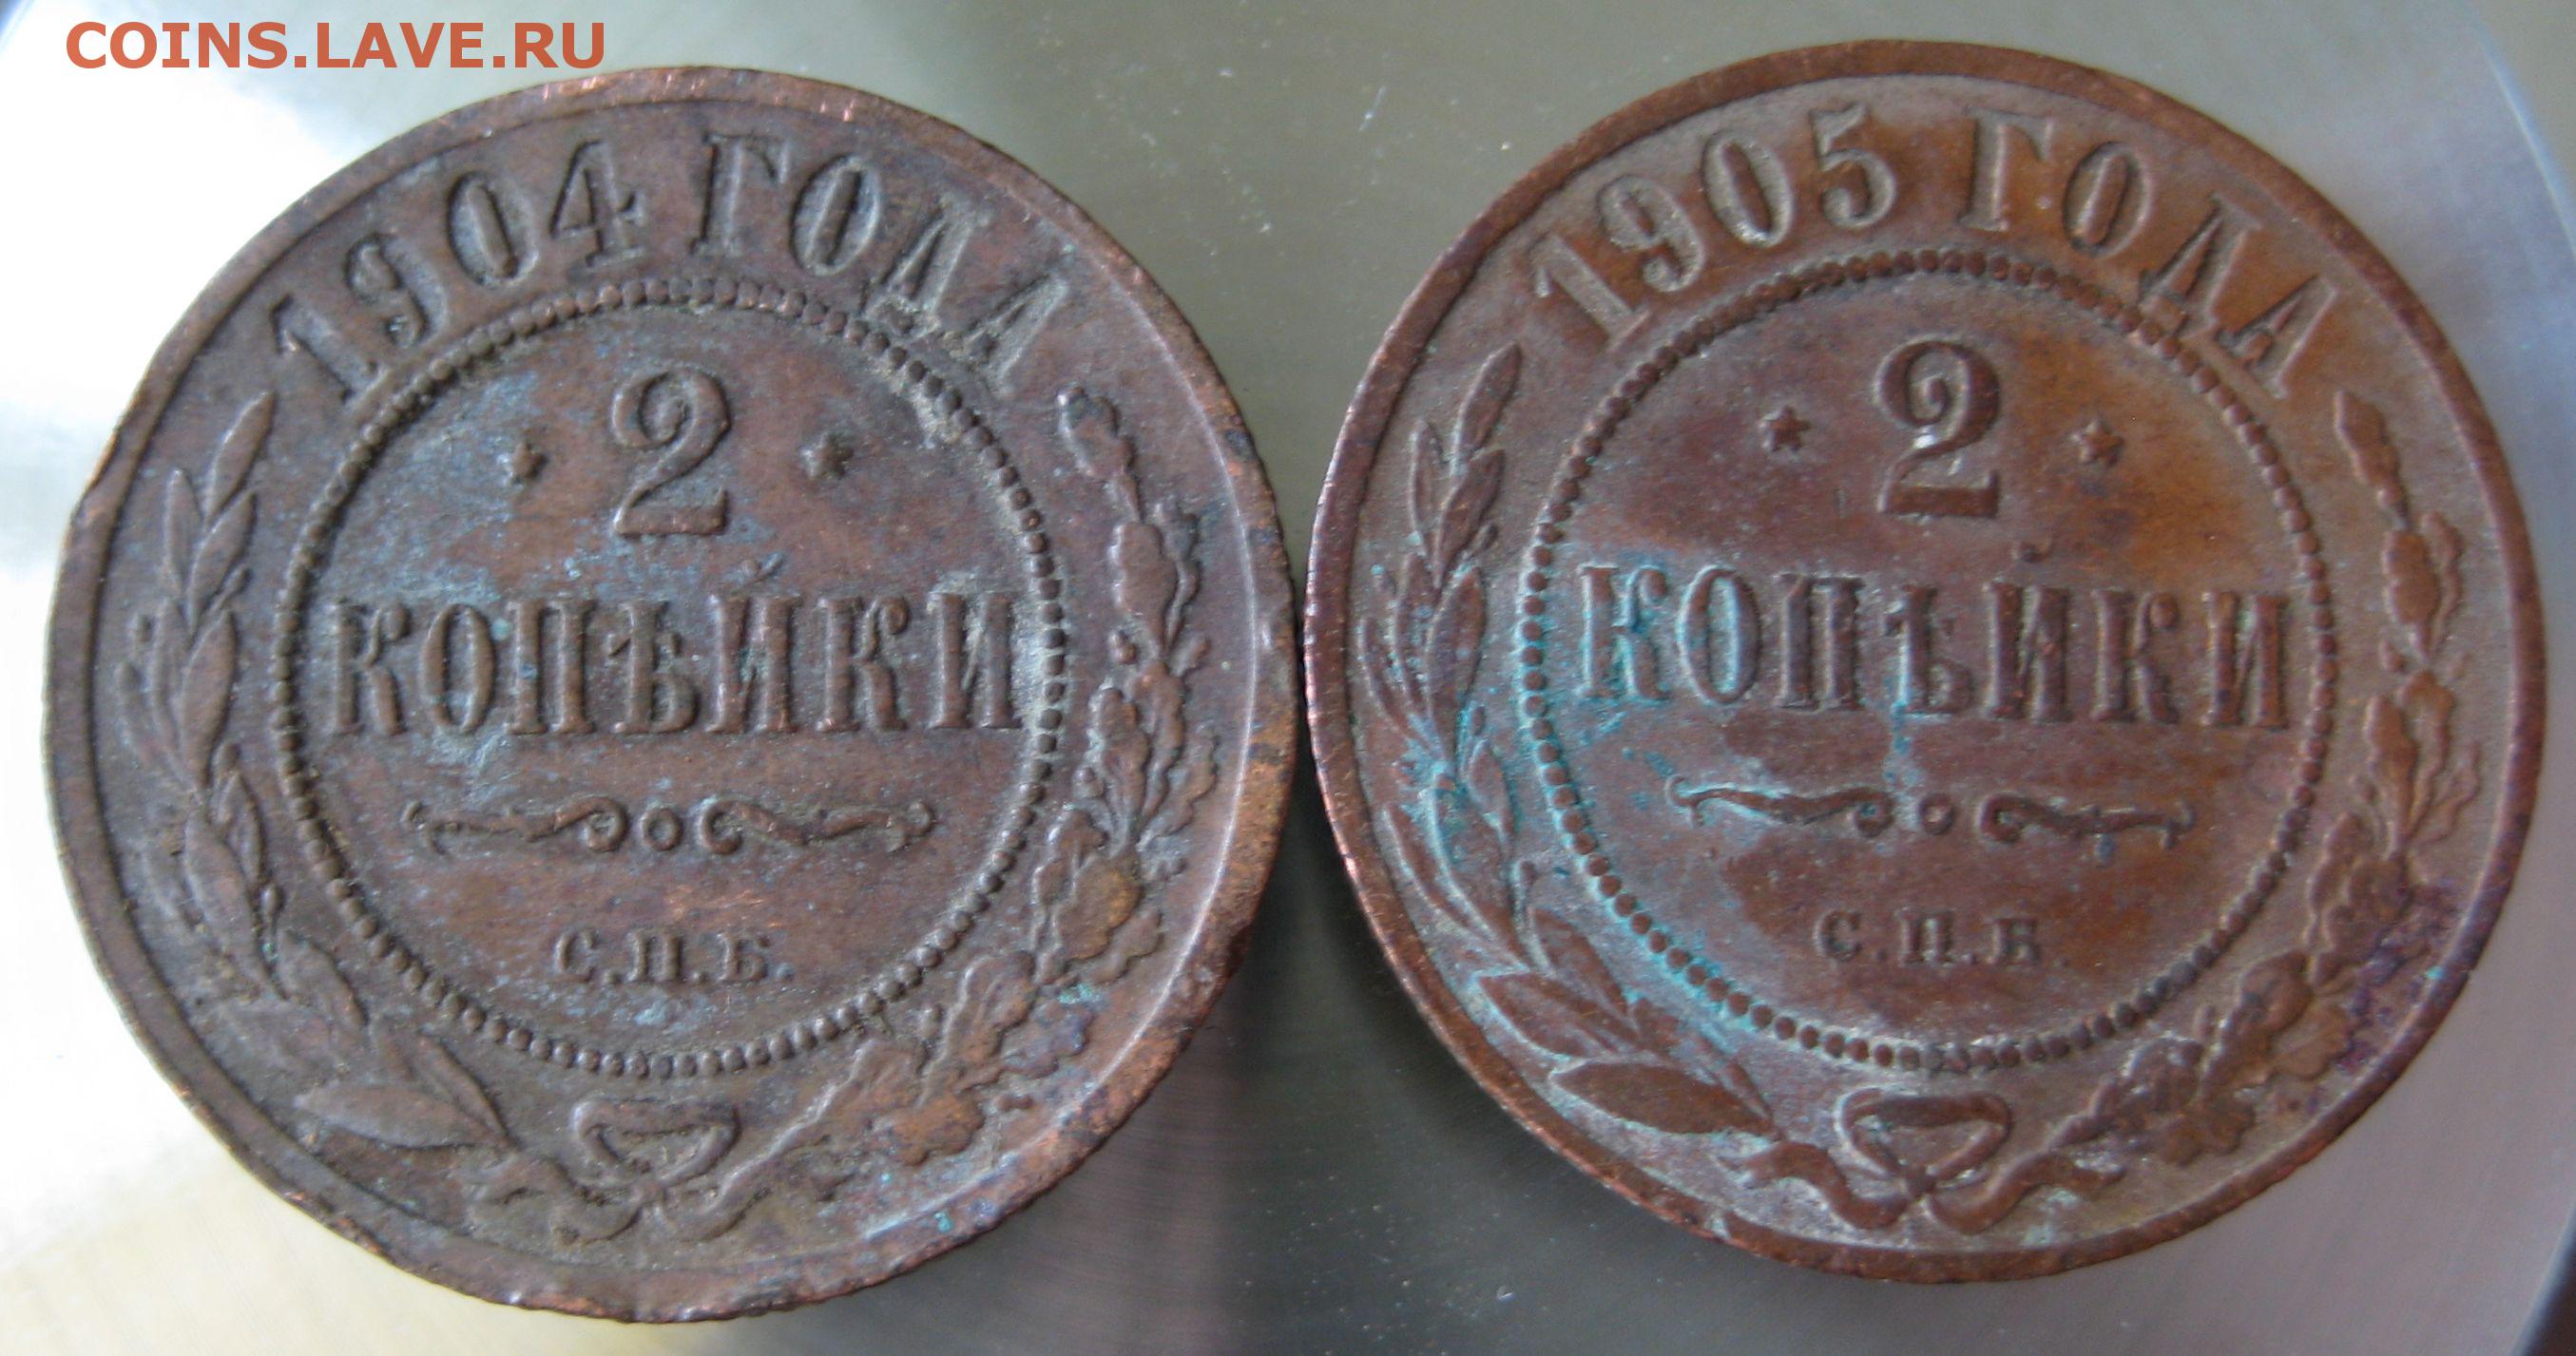 COINS.LAVE.RU
1904 ГОДА
2
КОПѢЙКИ
С.П.Б.
1905 ГОДА
2
КОПѢЙКИ
С.П.Б.